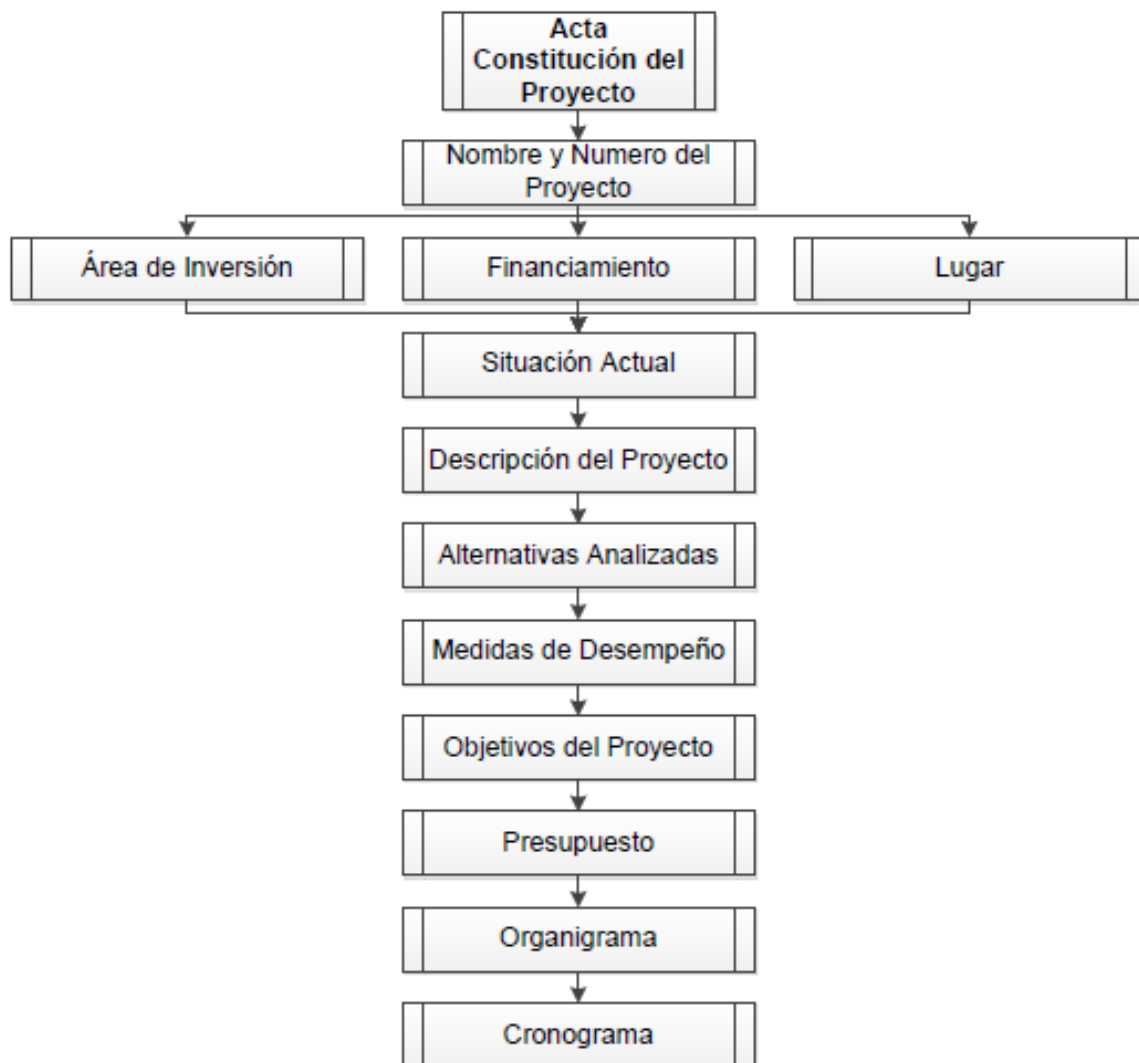 Acta
Constitución del
Proyecto
Nombre y Numero del
Proyecto
Área de Inversión
Financiamiento
Lugar
Situación Actual
Descripción del Proyecto
Alternativas Analizadas
Medidas de Desempeño
Objetivos del Proyecto
Presupuesto
Organigrama
Cronograma